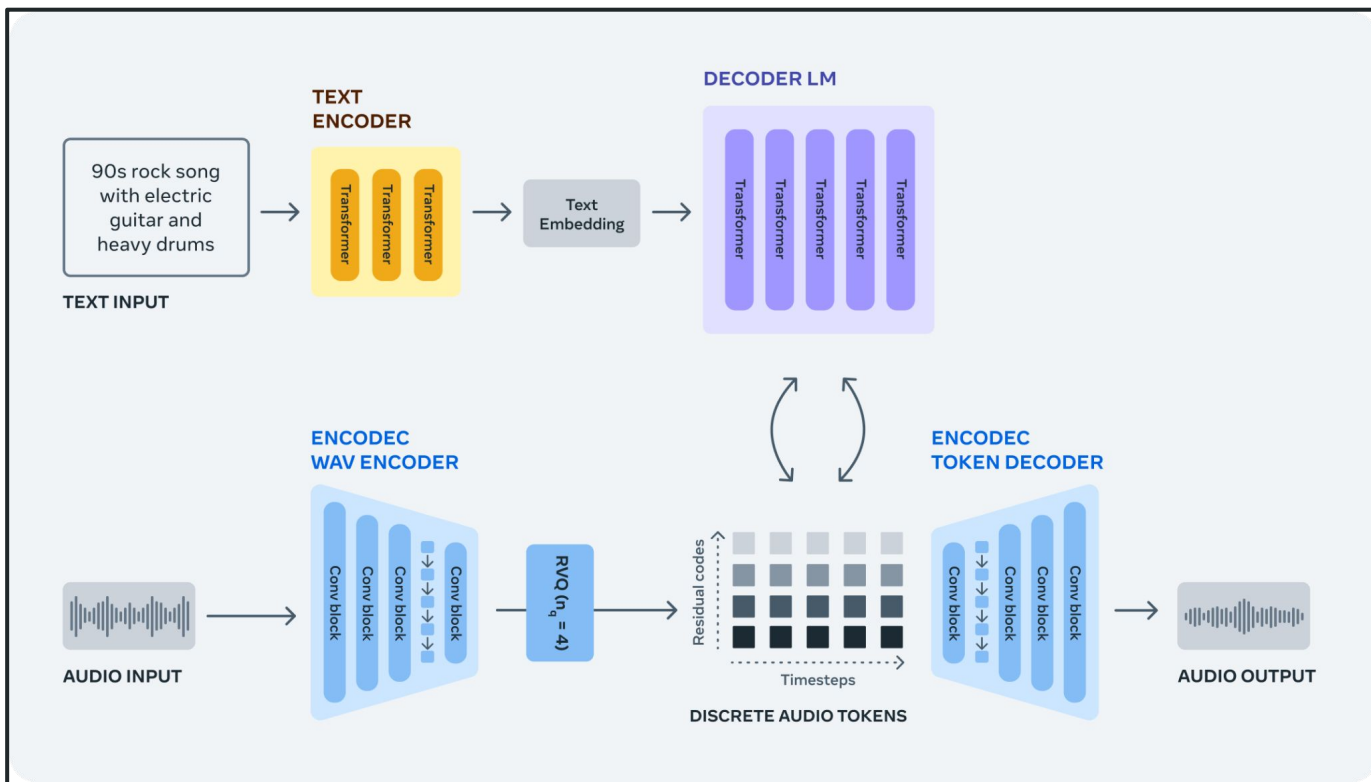 DECODER LM
TEXT
ENCODER
90s rock song
with electric
guitar and
heavy drums
TEXT INPUT
Transformer
Transformer
Transformer
Text
Embedding
Transformer
Transformer
Transformer
Transformer
Transformer
ENCODEC
WAV ENCODER
ENCODEC
TOKEN DECODER
AUDIO INPUT
Conv block
Conv block
Conv block
Conv block
RVQ (n_q = 4)
Residual codes
Timesteps
DISCRETE AUDIO TOKENS
Conv block
Conv block
Conv block
Conv block
AUDIO OUTPUT